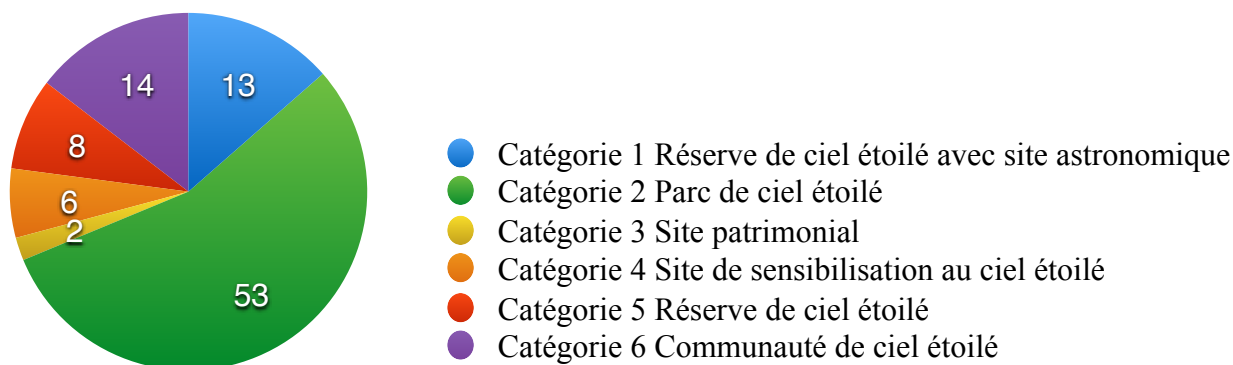 14
13
8
6
2
53
Catégorie 1 Réserve de ciel étoilé avec site astronomique
Catégorie 2 Parc de ciel étoilé
Catégorie 3 Site patrimonial
Catégorie 4 Site de sensibilisation au ciel étoilé
Catégorie 5 Réserve de ciel étoilé
Catégorie 6 Communauté de ciel étoilé